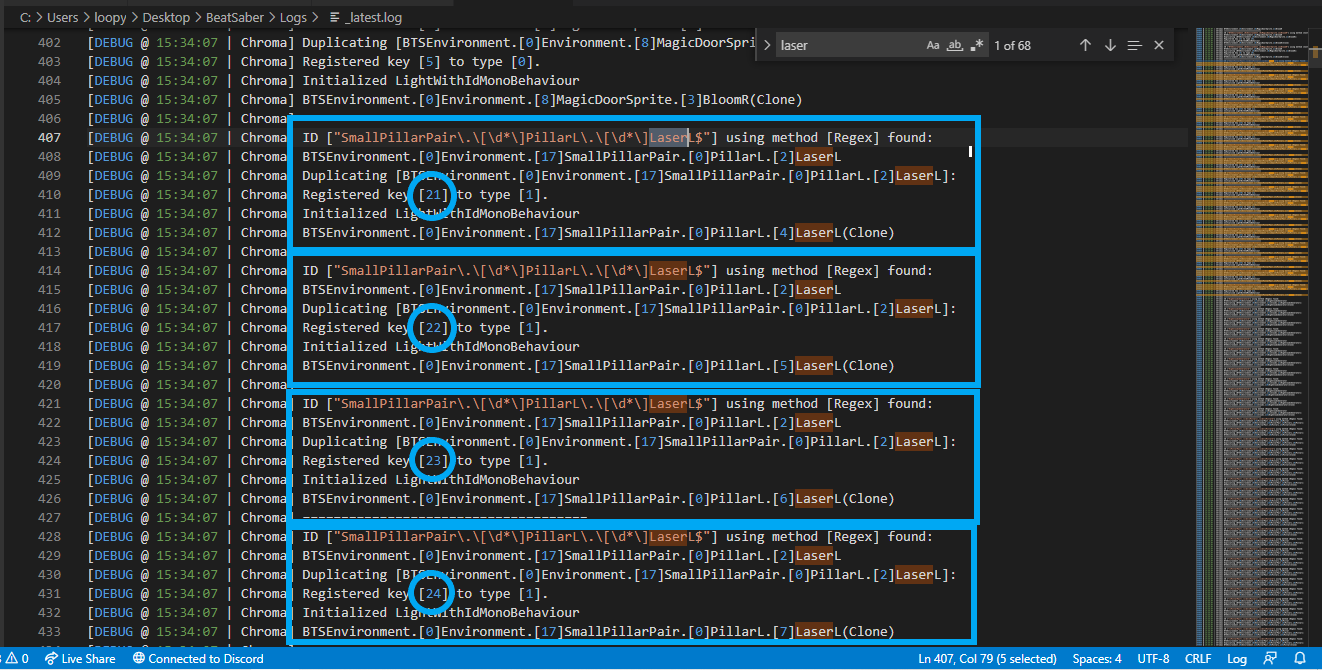 C: > Users > loopy > Desktop > BeatSaber > Logs > _latest.log
402 [DEBUG @ 15:34:07 | Chroma] Duplicating [BTSEnvironment.[0]Environment.[8]MagicDoorSpri
> laser Aa ab .* 1 of 68
403 [DEBUG @ 15:34:07 | Chroma] Registered key [5] to type [0].
404 [DEBUG @ 15:34:07 | Chroma] Initialized LightWithIdMonoBehaviour
405 [DEBUG @ 15:34:07 | Chroma] BTSEnvironment.[0]Environment.[8]MagicDoorSprite.[3]BloomR(Clone)
406 [DEBUG @ 15:34:07 | Chroma]
407 [DEBUG @ 15:34:07 | Chroma] ID ["SmallPillarPair\.\[\d*\]PillarL\.\[\d*\]LaserL$"] using method [Regex] found:
408 [DEBUG @ 15:34:07 | Chroma] BTSEnvironment.[0]Environment.[17]SmallPillarPair.[0]PillarL.[2]LaserL
409 [DEBUG @ 15:34:07 | Chroma] Duplicating [BTSEnvironment.[0]Environment.[17]SmallPillarPair.[0]PillarL.[2]LaserL]:
410 [DEBUG @ 15:34:07 | Chroma] Registered key [21] to type [1].
411 [DEBUG @ 15:34:07 | Chroma] Initialized LightWithIdMonoBehaviour
412 [DEBUG @ 15:34:07 | Chroma] BTSEnvironment.[0]Environment.[17]SmallPillarPair.[0]PillarL.[4]LaserL(Clone)
413 [DEBUG @ 15:34:07 | Chroma]
414 [DEBUG @ 15:34:07 | Chroma] ID ["SmallPillarPair\.\[\d*\]PillarL\.\[\d*\]LaserL$"] using method [Regex] found:
415 [DEBUG @ 15:34:07 | Chroma] BTSEnvironment.[0]Environment.[17]SmallPillarPair.[0]PillarL.[2]LaserL
416 [DEBUG @ 15:34:07 | Chroma] Duplicating [BTSEnvironment.[0]Environment.[17]SmallPillarPair.[0]PillarL.[2]LaserL]:
417 [DEBUG @ 15:34:07 | Chroma] Registered key [22] to type [1].
418 [DEBUG @ 15:34:07 | Chroma] Initialized LightWithIdMonoBehaviour
419 [DEBUG @ 15:34:07 | Chroma] BTSEnvironment.[0]Environment.[17]SmallPillarPair.[0]PillarL.[5]LaserL(Clone)
420 [DEBUG @ 15:34:07 | Chroma]
421 [DEBUG @ 15:34:07 | Chroma] ID ["SmallPillarPair\.\[\d*\]PillarL\.\[\d*\]LaserL$"] using method [Regex] found:
422 [DEBUG @ 15:34:07 | Chroma] BTSEnvironment.[0]Environment.[17]SmallPillarPair.[0]PillarL.[2]LaserL
423 [DEBUG @ 15:34:07 | Chroma] Duplicating [BTSEnvironment.[0]Environment.[17]SmallPillarPair.[0]PillarL.[2]LaserL]:
424 [DEBUG @ 15:34:07 | Chroma] Registered key [23] to type [1].
425 [DEBUG @ 15:34:07 | Chroma] Initialized LightWithIdMonoBehaviour
426 [DEBUG @ 15:34:07 | Chroma] BTSEnvironment.[0]Environment.[17]SmallPillarPair.[0]PillarL.[6]LaserL(Clone)
427 [DEBUG @ 15:34:07 | Chroma]
428 [DEBUG @ 15:34:07 | Chroma] ID ["SmallPillarPair\.\[\d*\]PillarL\.\[\d*\]LaserL$"] using method [Regex] found:
429 [DEBUG @ 15:34:07 | Chroma] BTSEnvironment.[0]Environment.[17]SmallPillarPair.[0]PillarL.[2]LaserL
430 [DEBUG @ 15:34:07 | Chroma] Duplicating [BTSEnvironment.[0]Environment.[17]SmallPillarPair.[0]PillarL.[2]LaserL]:
431 [DEBUG @ 15:34:07 | Chroma] Registered key [24] to type [1].
432 [DEBUG @ 15:34:07 | Chroma] Initialized LightWithIdMonoBehaviour
433 [DEBUG @ 15:34:07 | Chroma] BTSEnvironment.[0]Environment.[17]SmallPillarPair.[0]PillarL.[7]LaserL(Clone)
0 Live Share Connected to Discord Ln 407, Col 79 (5 selected) Spaces: 4 UTF-8 CRLF Log